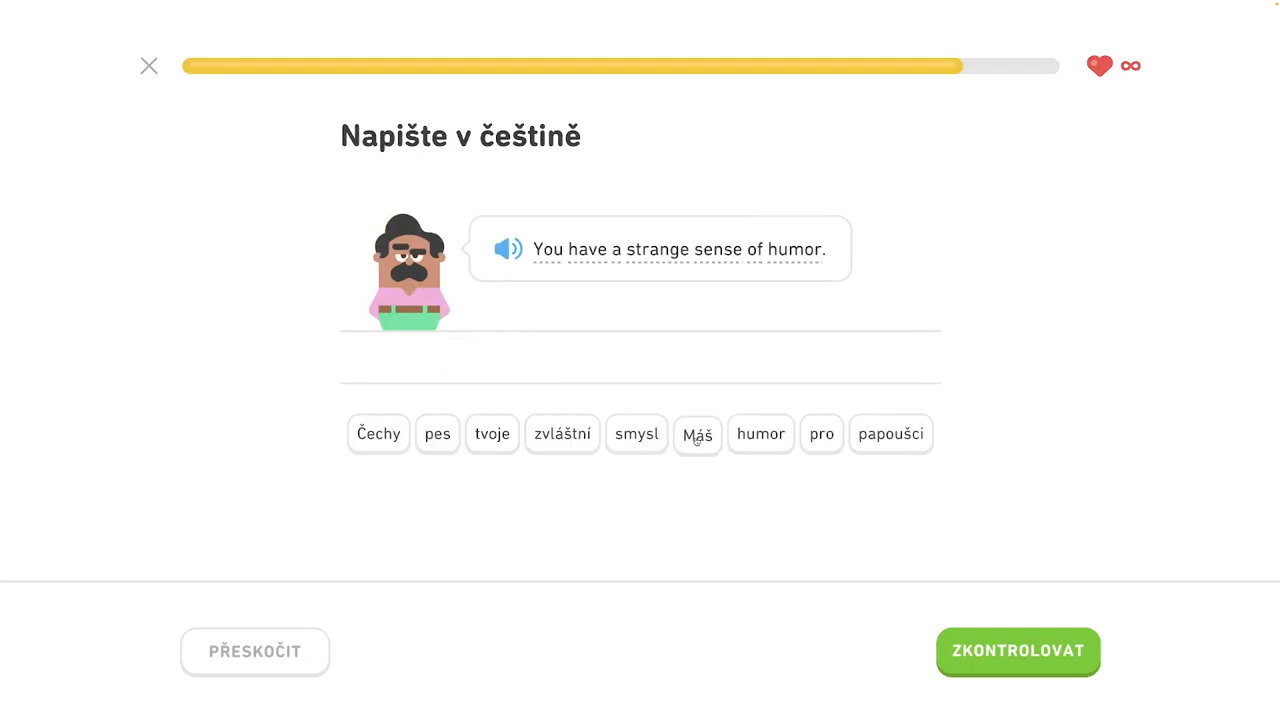 ∞
Napište v češtině
You have a strange sense of humor.
Čechy pes tvoje zvláštní smysl Máš humor pro papoušci
PŘESKOČIT ZKONTROLOVAT